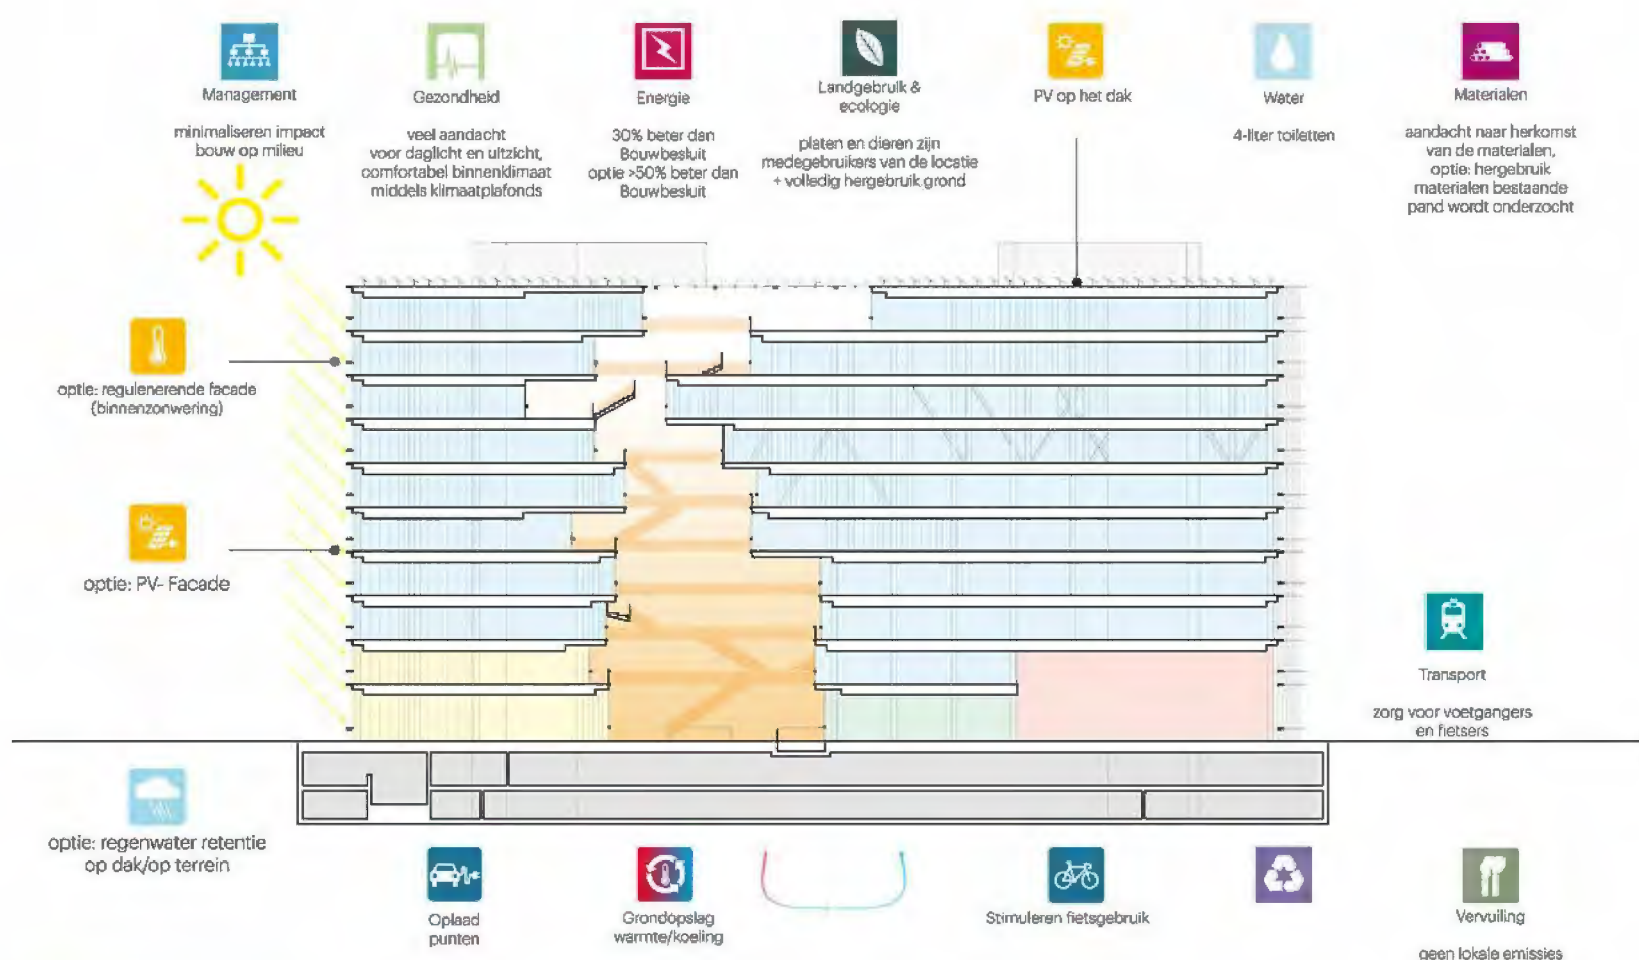 Management
minimaliseren impact
bouw op milieu
Gezondheid
veel aandacht
voor daglicht en uitzicht,
comfortabel binnenklimaat
middels klimaatplafonds
Energie
30% beter dan
Bouwbesluit
optie >50% beter dan
Bouwbesluit
Landgebruik &
ecologie
platen en dieren zijn
medegebruikers van de locatie
+ volledig hergebruik grond
PV op het dak
Water
4-liter toiletten
Materialen
aandacht naar herkomst
van de materialen,
optie: hergebruik
materialen bestaande
pand wordt onderzocht
optie: regulenerende facade
(binnenzonwering)
optie: PV- Facade
Transport
zorg voor voetgangers
en fietsers
optie: regenwater retentie
op dak/op terrein
Oplaad
punten
Grondopslag
warmte/koeling
Stimuleren fietsgebruik
Vervuiling
geen lokale emissies